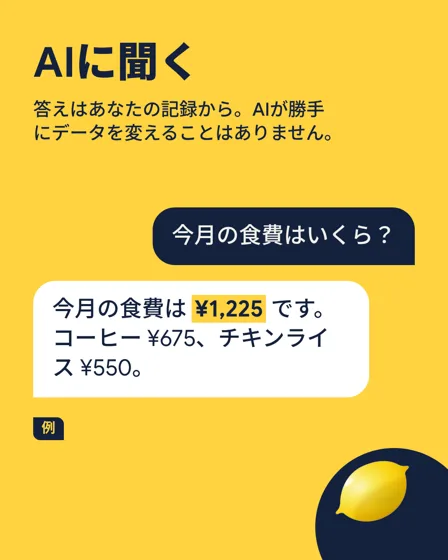 AIに聞く
答えはあなたの記録から。AIが勝手
にデータを変えることはありません。
今月の食費はいくら？
今月の食費は ¥1,225 です。
コーヒー ¥675、チキンライ
ス ¥550。
例